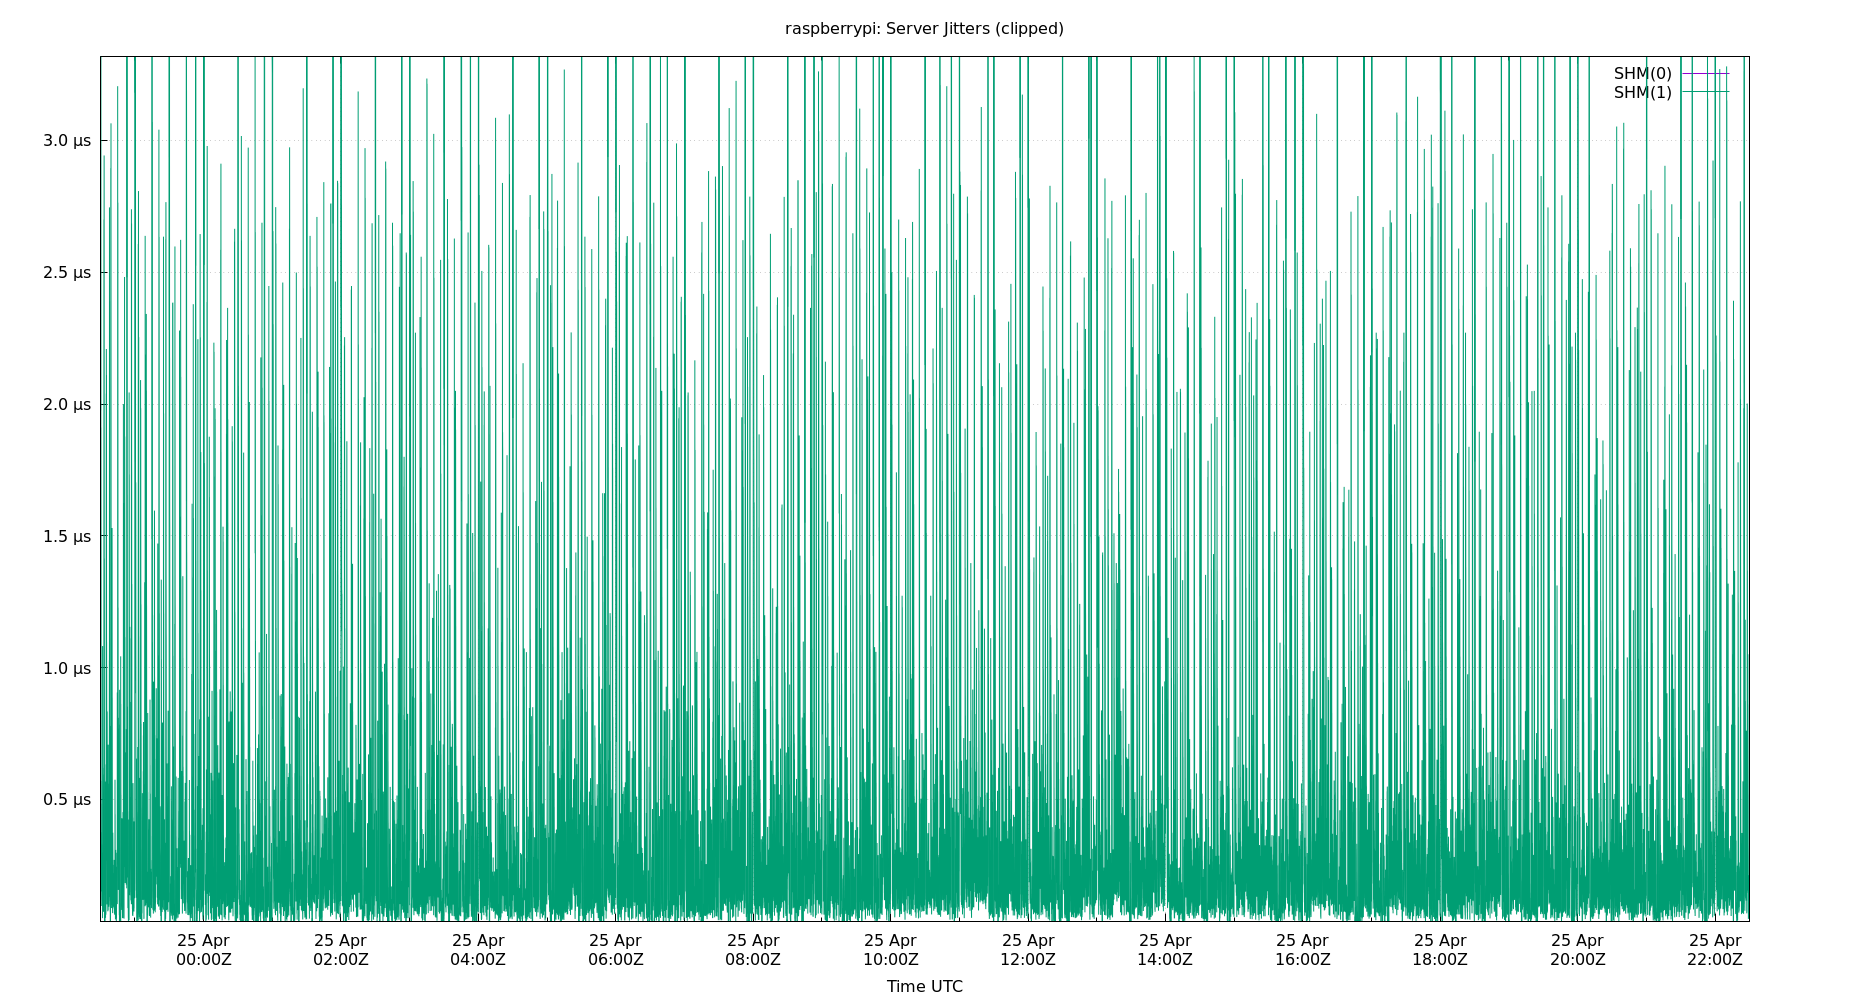 raspberrypi: Server Jitters (clipped)
SHM(0)
SHM(1)
3.0 µs
2.5 µs
2.0 µs
1.5 µs
1.0 µs
0.5 µs
25 Apr 25 Apr 25 Apr 25 Apr 25 Apr 25 Apr 25 Apr 25 Apr 25 Apr 25 Apr 25 Apr 25 Apr
00:00Z 02:00Z 04:00Z 06:00Z 08:00Z 10:00Z 12:00Z 14:00Z 16:00Z 18:00Z 20:00Z 22:00Z
Time UTC